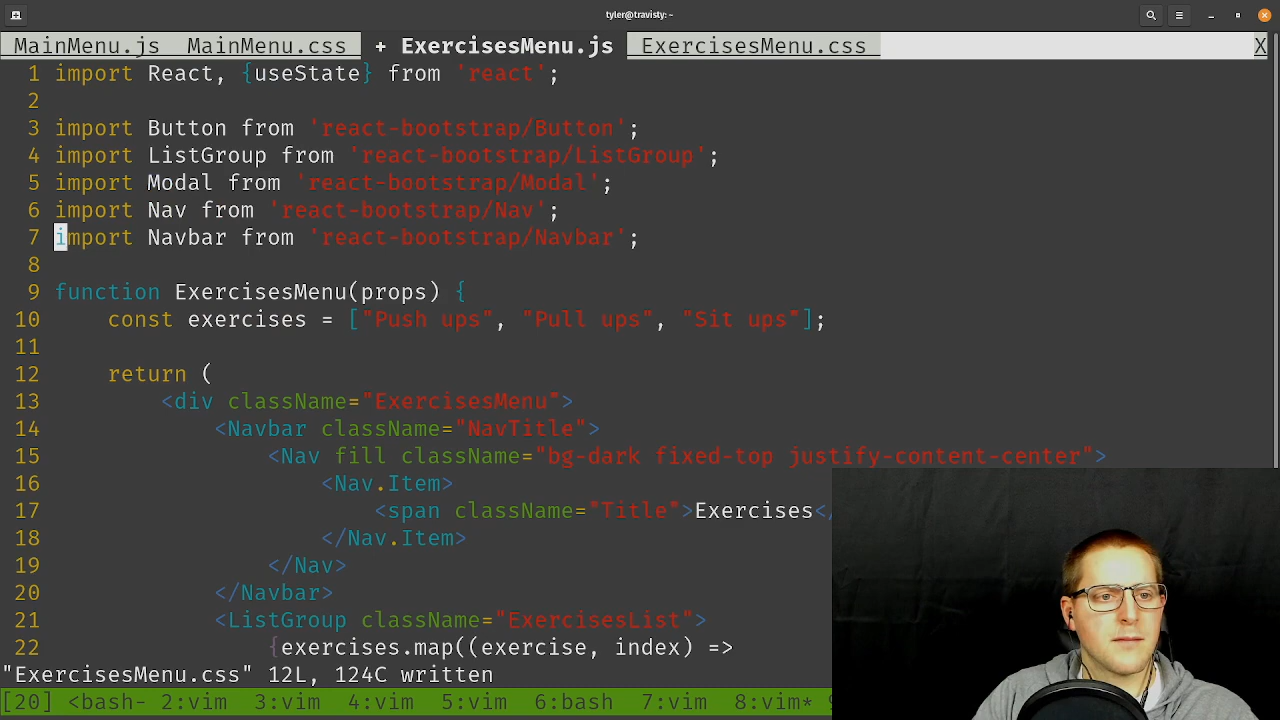 tyler@travisty: ~
MainMenu.js MainMenu.css + ExercisesMenu.js ExercisesMenu.css X
1 import React, {useState} from 'react';
2
3 import Button from 'react-bootstrap/Button';
4 import ListGroup from 'react-bootstrap/ListGroup';
5 import Modal from 'react-bootstrap/Modal';
6 import Nav from 'react-bootstrap/Nav';
7 import Navbar from 'react-bootstrap/Navbar';
8
9 function ExercisesMenu(props) {
10 const exercises = ["Push ups", "Pull ups", "Sit ups"];
11
12 return (
13 <div className="ExercisesMenu">
14 <Navbar className="NavTitle">
15 <Nav fill className="bg-dark fixed-top justify-content-center">
16 <Nav.Item>
17 <span className="Title">Exercises</
18 </Nav.Item>
19 </Nav>
20 </Navbar>
21 <ListGroup className="ExercisesList">
22 {exercises.map((exercise, index) =>
"ExercisesMenu.css" 12L, 124C written
[20] <bash- 2:vim 3:vim 4:vim 5:vim 6:bash 7:vim 8:vim*